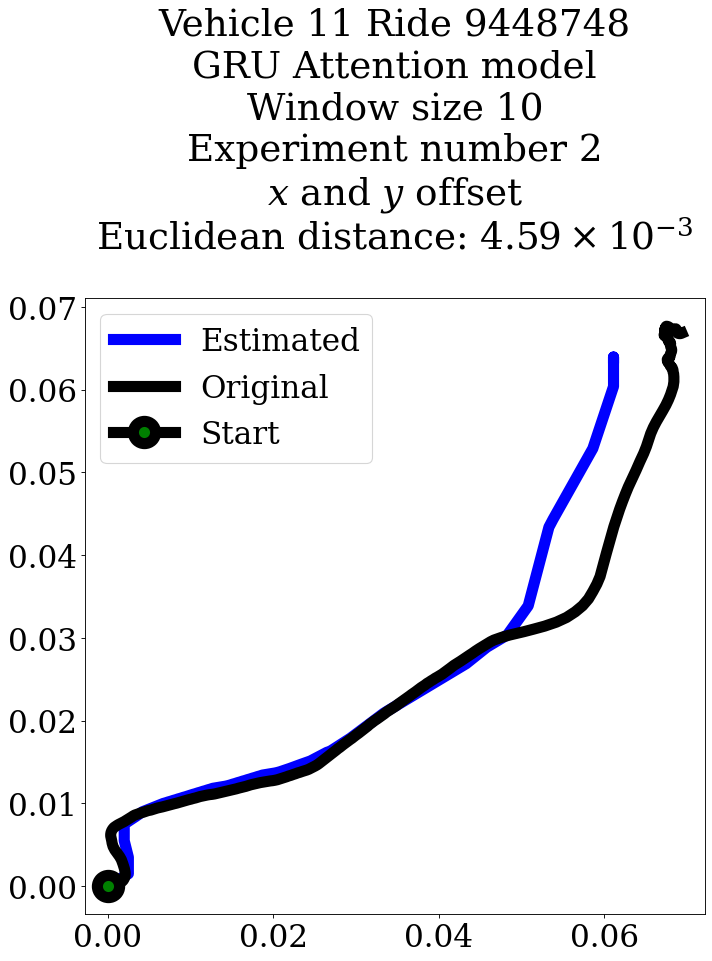 Vehicle 11 Ride 9448748
GRU Attention model
Window size 10
Experiment number 2
x and y offset
Euclidean distance: 4.59 × 10⁻³
0.07
Estimated
Original
Start
0.06
0.05
0.04
0.03
0.02
0.01
0.00
0.00 0.02 0.04 0.06